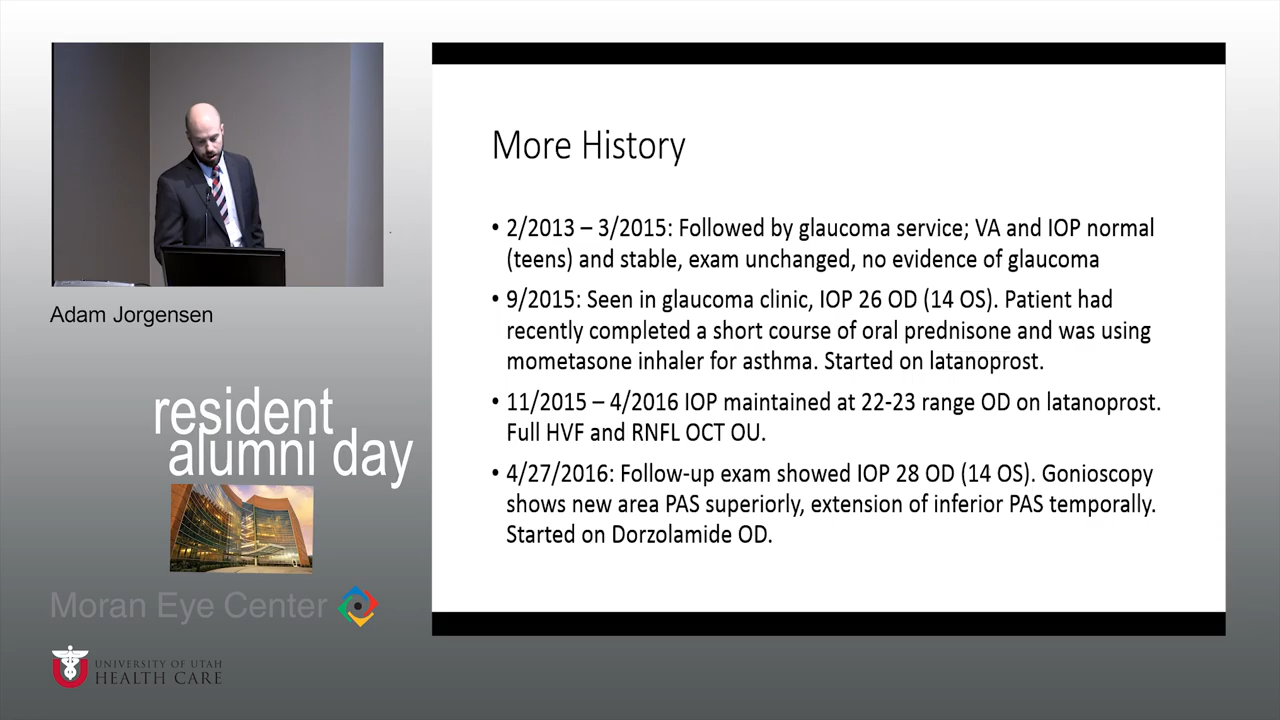 More History
• 2/2013 – 3/2015: Followed by glaucoma service; VA and IOP normal
(teens) and stable, exam unchanged, no evidence of glaucoma
• 9/2015: Seen in glaucoma clinic, IOP 26 OD (14 OS). Patient had
recently completed a short course of oral prednisone and was using
mometasone inhaler for asthma. Started on latanoprost.
• 11/2015 – 4/2016 IOP maintained at 22-23 range OD on latanoprost.
Full HVF and RNFL OCT OU.
• 4/27/2016: Follow-up exam showed IOP 28 OD (14 OS). Gonioscopy
shows new area PAS superiorly, extension of inferior PAS temporally.
Started on Dorzolamide OD.
Adam Jorgensen
resident
alumni day
Moran Eye Center
UNIVERSITY OF UTAH
HEALTH CARE